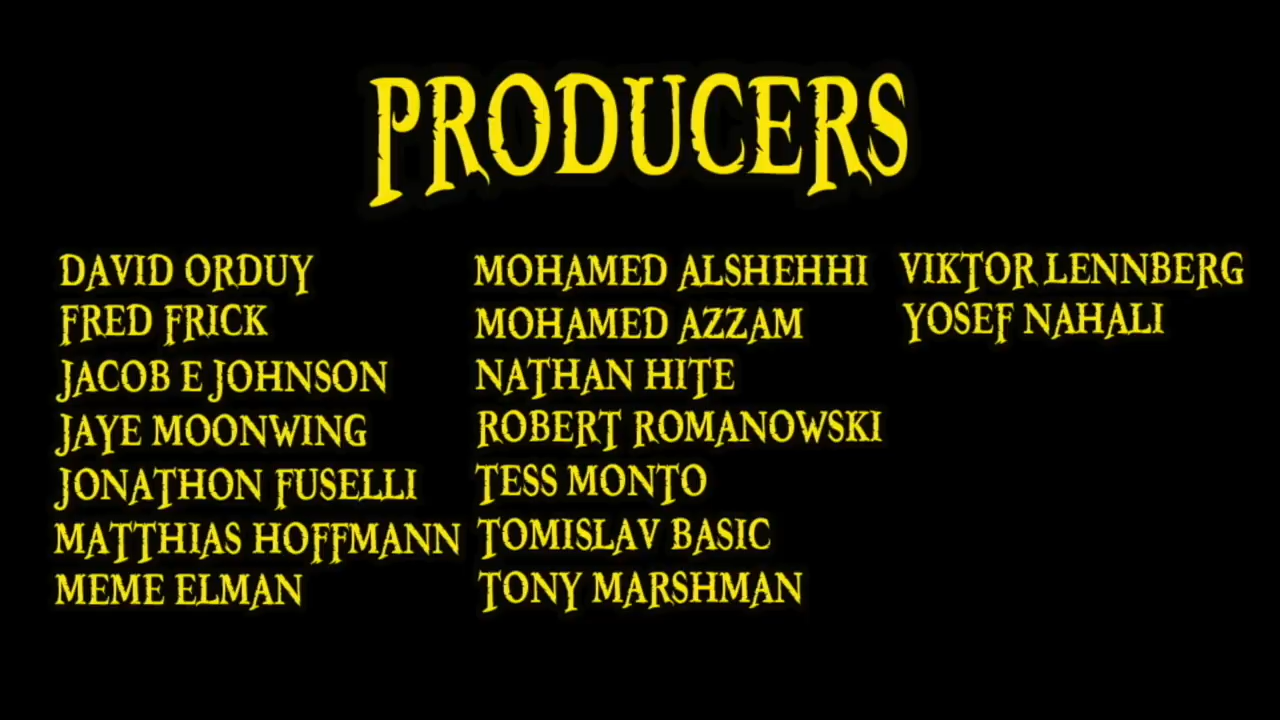 PRODUCERS
DAVID ORDUY
FRED FRICK
JACOB E JOHNSON
JAYE MOONWING
JONATHON FUSELLI
MATTHIAS HOFFMANN
MEME ELMAN
MOHAMED ALSHEHHI
MOHAMED AZZAM
NATHAN HITE
ROBERT ROMANOWSKI
TESS MONTO
TOMISLAV BASIC
TONY MARSHMAN
VIKTOR LENNBERG
YOSEF NAHALI